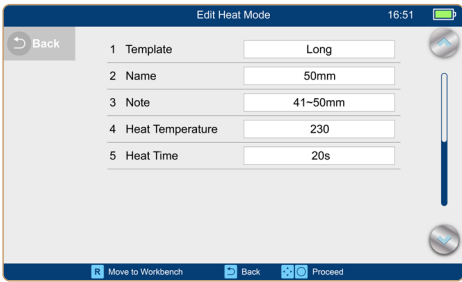 Edit Heat Mode 16:51
Back
1 Template Long
2 Name 50mm
3 Note 41~50mm
4 Heat Temperature 230
5 Heat Time 20s
R Move to Workbench Back Proceed